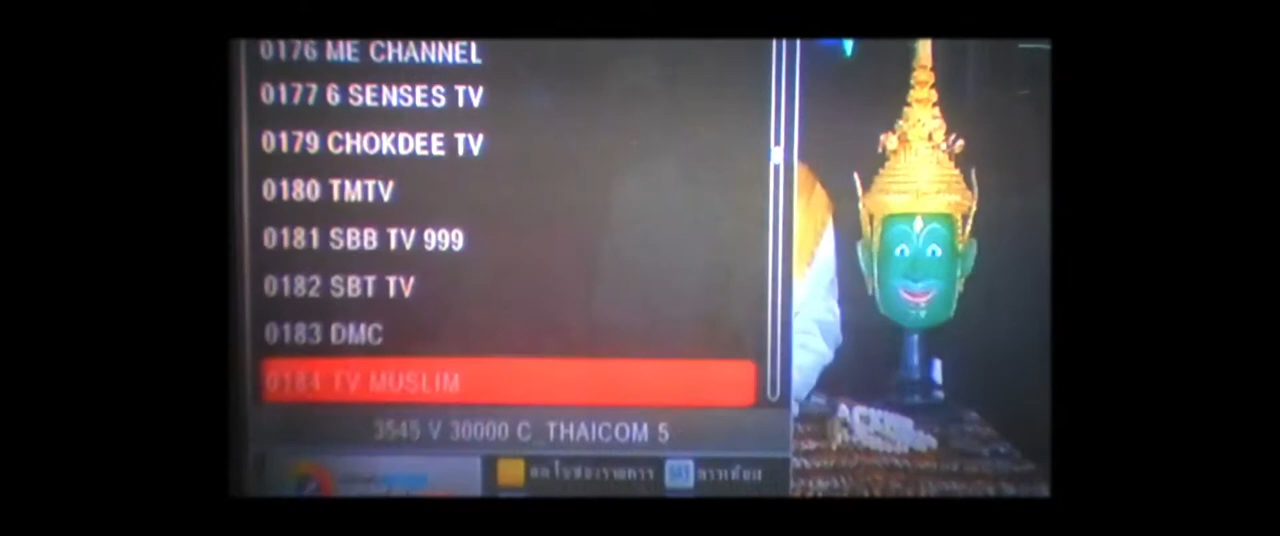 0176 ME CHANNEL
0177 6 SENSES TV
0179 CHOKDEE TV
0180 TMTV
0181 SBB TV 999
0182 SBT TV
0183 DMC
0184 TV MUSLIM
3545 V 30000 C_THAICOM 5